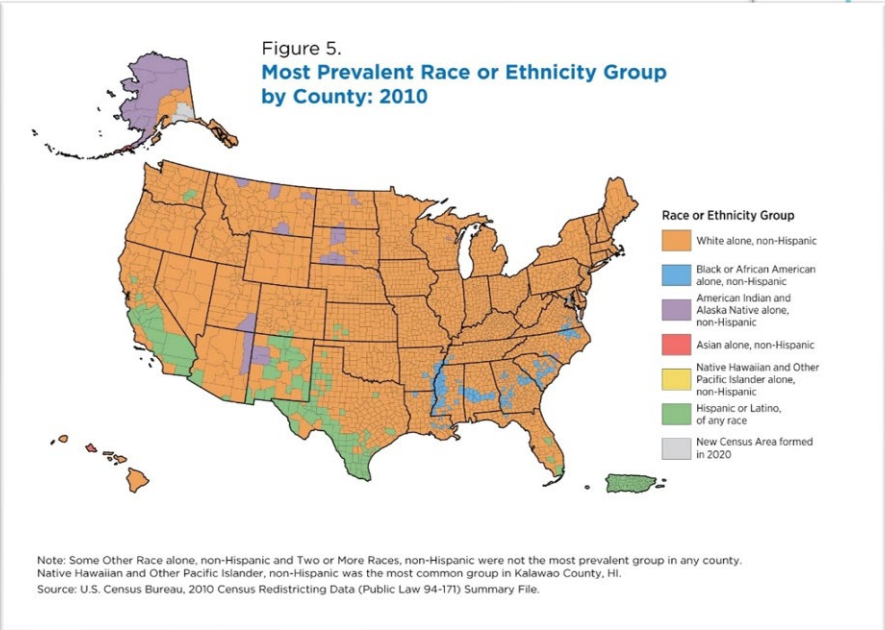 Figure 5.
Most Prevalent Race or Ethnicity Group
by County: 2010
Race or Ethnicity Group
White alone, non-Hispanic
Black or African American
alone, non-Hispanic
American Indian and
Alaska Native alone,
non-Hispanic
Asian alone, non-Hispanic
Native Hawaiian and Other
Pacific Islander alone,
non-Hispanic
Hispanic or Latino,
of any race
New Census Area formed
in 2020
Note: Some Other Race alone, non-Hispanic and Two or More Races, non-Hispanic were not the most prevalent group in any county.
Native Hawaiian and Other Pacific Islander, non-Hispanic was the most common group in Kalawao County, HI.
Source: U.S. Census Bureau, 2010 Census Redistricting Data (Public Law 94-171) Summary File.